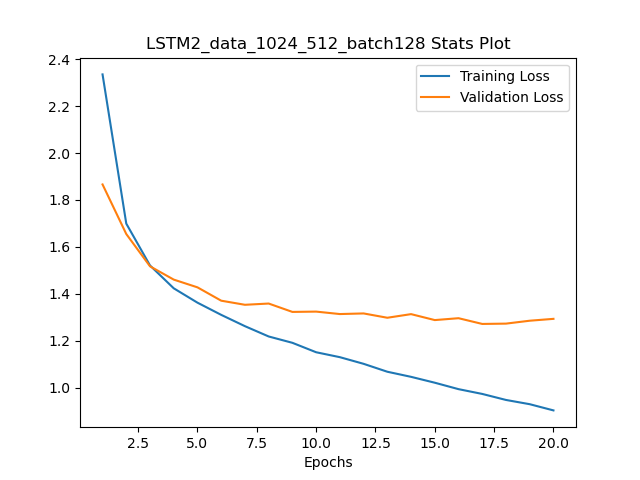 LSTM2_data_1024_512_batch128 Stats Plot
Training Loss
Validation Loss
2.4
2.2
2.0
1.8
1.6
1.4
1.2
1.0
2.5 5.0 7.5 10.0 12.5 15.0 17.5 20.0
Epochs